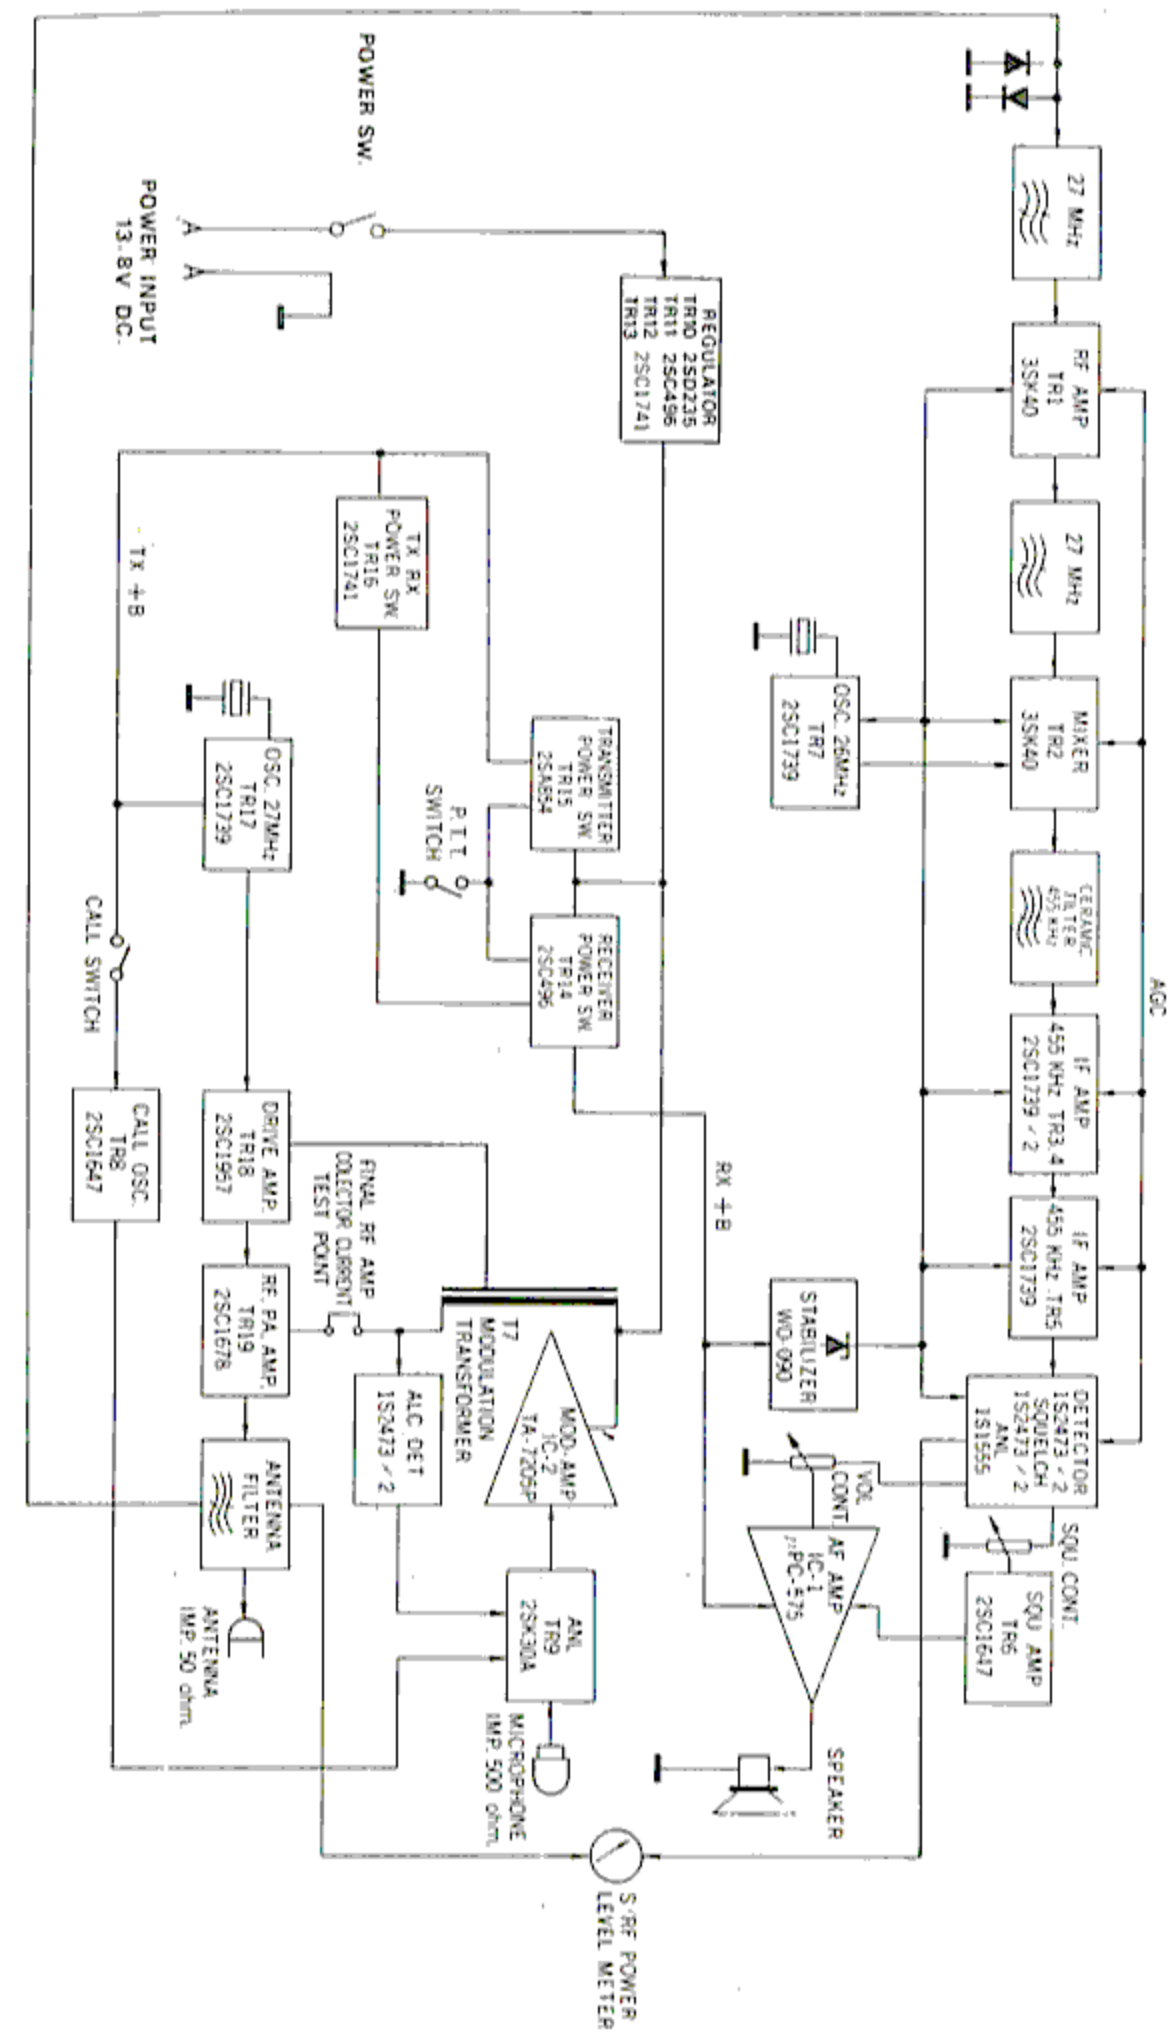 27 MHz
RF AMP
TR1
3SK40
27 MHz
MIXER
TR2
3SK40
CERAMIC
FILTER
455 KHz
AGC
IF AMP
455 KHz TR3.4
2SC1739 / 2
IF AMP
455 KHz TR5
2SC1739
DETECTOR
1S2473 / 2
SQUELCH
1S2473 / 2
ANL
1S1555
SQU CONT.
SQU AMP
TR6
2SC1647
OSC. 26MHz
TR7
2SC1739
RX +B
STABILIZER
WD-090
VOL
CONT.
AF AMP
IC-1
PC-575
SPEAKER
S/RF POWER
LEVEL METER
POWER SW.
POWER INPUT
13.8V DC.
REGULATOR
TR10 2SD235
TR11 2SC496
TR12
TR13 2SC1741
TX RX
POWER SW.
TR16
2SC1741
TRANSMITTER
POWER SW.
TR15
P.T.T.
SWITCH
RECEIVER
POWER SW.
TR14
2SC496
TX +B
OSC. 27MHz
TR17
2SC1739
CALL SWITCH
CALL OSC.
TR8
2SC1647
DRIVE AMP.
TR18
2SC1957
FINAL RF AMP
COLECTOR CURRENT
TEST POINT
RF. PA. AMP.
TR19
2SC1678
T7
MODULATION
TRANSFORMER
MOD-AMP
IC-2
TA-7205P
ALC DET
1S2473 / 2
ANTENNA
FILTER
ANTENNA
IMP. 50 ohm.
ANL
TR9
2SK30A
MICROPHONE
IMP. 500 ohm.